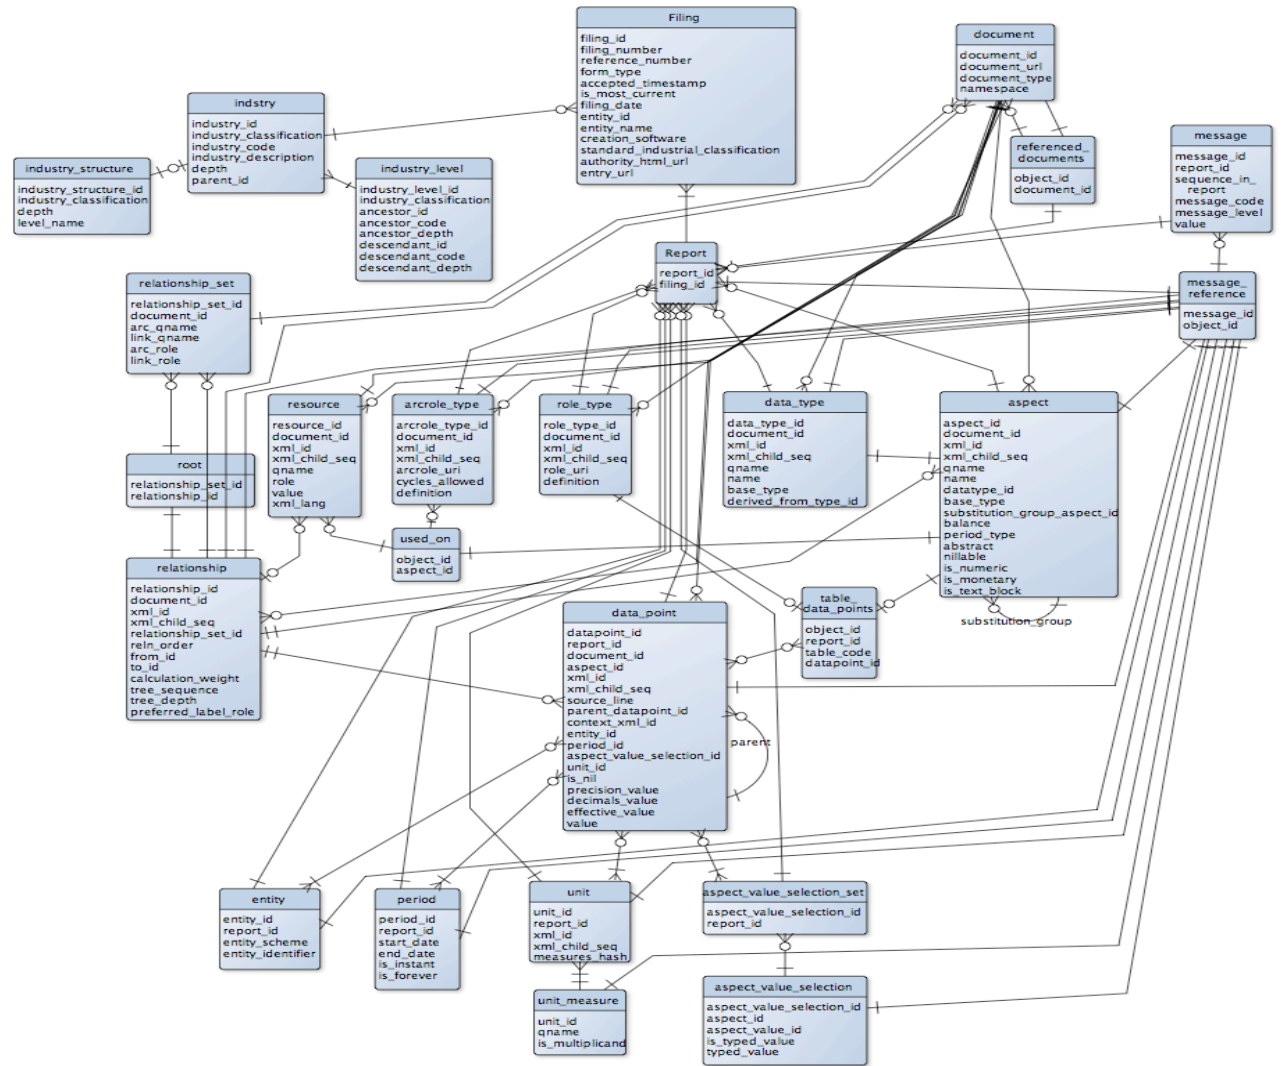 Filing
filing_id
filing_number
reference_number
form_type
accepted_timestamp
is_most_current
filing_date
entity_id
entity_name
creation_software
standard_industrial_classification
authority_html_url
entry_url
document
document_id
document_url
document_type
namespace
indstry
industry_id
industry_classification
industry_code
industry_description
depth
parent_id
industry_structure
industry_structure_id
industry_classification
depth
level_name
industry_level
industry_level_id
industry_classification
ancestor_id
ancestor_code
ancestor_depth
descendant_id
descendant_code
descendant_depth
referenced_
documents
object_id
document_id
message
message_id
report_id
sequence_in_
report
message_code
message_level
value
Report
report_id
filing_id
message_
reference
message_id
object_id
relationship_set
relationship_set_id
document_id
arc_qname
link_qname
arc_role
link_role
root
relationship_set_id
relationship_id
resource
resource_id
document_id
xml_id
xml_child_seq
qname
role
value
xml_lang
arcrole_type
arcrole_type_id
document_id
xml_id
xml_child_seq
arcrole_uri
cycles_allowed
definition
role_type
role_type_id
document_id
xml_id
xml_child_seq
role_uri
definition
data_type
data_type_id
document_id
xml_id
xml_child_seq
qname
name
base_type
derived_from_type_id
aspect
aspect_id
document_id
xml_id
xml_child_seq
qname
name
datatype_id
base_type
substitution_group_aspect_id
balance
period_type
abstract
nillable
is_numeric
is_monetary
is_text_block
substitution_group
used_on
object_id
aspect_id
relationship
relationship_id
document_id
xml_id
xml_child_seq
relationship_set_id
reln_order
from_id
to_id
calculation_weight
tree_sequence
tree_depth
preferred_label_role
table_
data_points
object_id
report_id
table_code
datapoint_id
data_point
datapoint_id
report_id
document_id
aspect_id
xml_id
xml_child_seq
source_line
parent_datapoint_id
context_xml_id
entity_id
period_id
aspect_value_selection_id
unit_id
is_nil
precision_value
decimals_value
effective_value
value
parent
entity
entity_id
report_id
entity_scheme
entity_identifier
period
period_id
report_id
start_date
end_date
is_instant
is_forever
unit
unit_id
report_id
xml_id
xml_child_seq
measures_hash
aspect_value_selection_set
aspect_value_selection_id
report_id
unit_measure
unit_id
qname
is_multiplicand
aspect_value_selection
aspect_value_selection_id
aspect_id
aspect_value_id
is_typed_value
typed_value